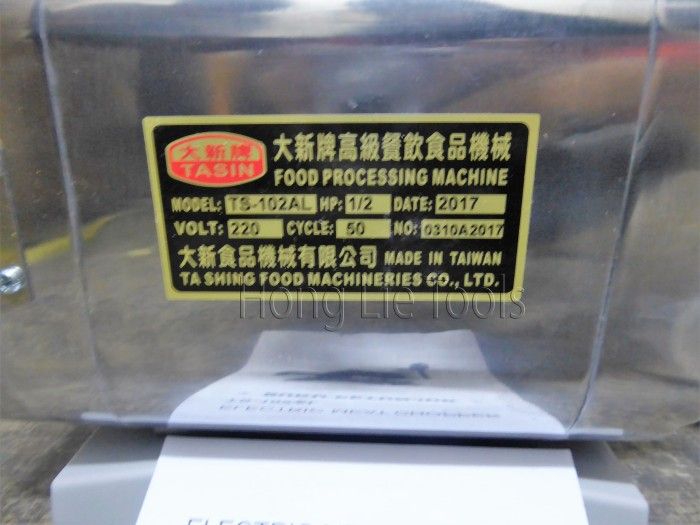 大新牌
TASIN
大新牌高級餐飲食品機械
FOOD PROCESSING MACHINE
MODEL: TS-102AL HP: 1/2 DATE: 2017
VOLT: 220 CYCLE: 50 NO: 0310A2017
大新食品機械有限公司 MADE IN TAIWAN
TA SHING FOOD MACHINERIES CO., LTD.
Hong Lie Tools